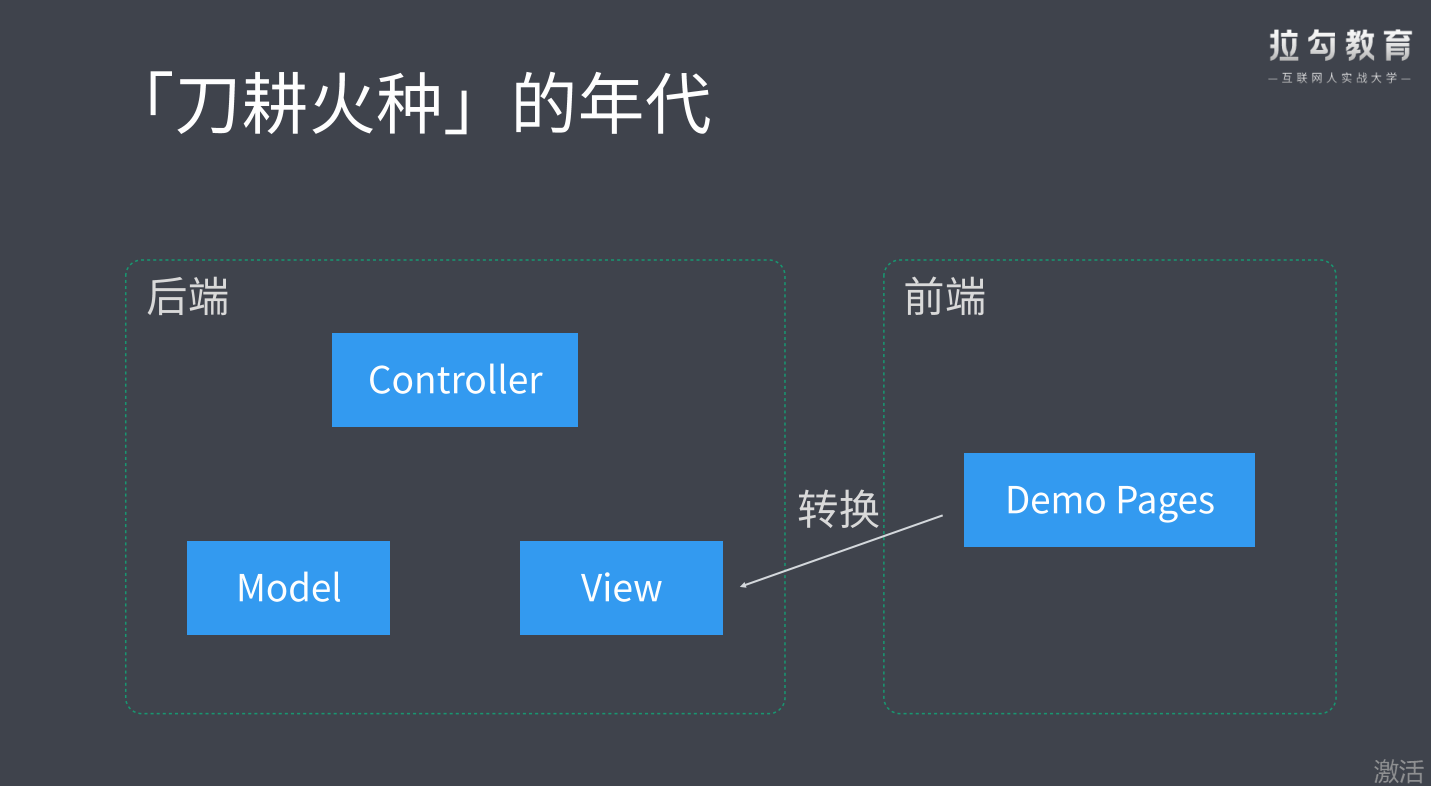 拉勾教育
—互联网人实战大学—
「刀耕火种」的年代
后端
前端
Controller
转换
Demo Pages
Model
View
激活